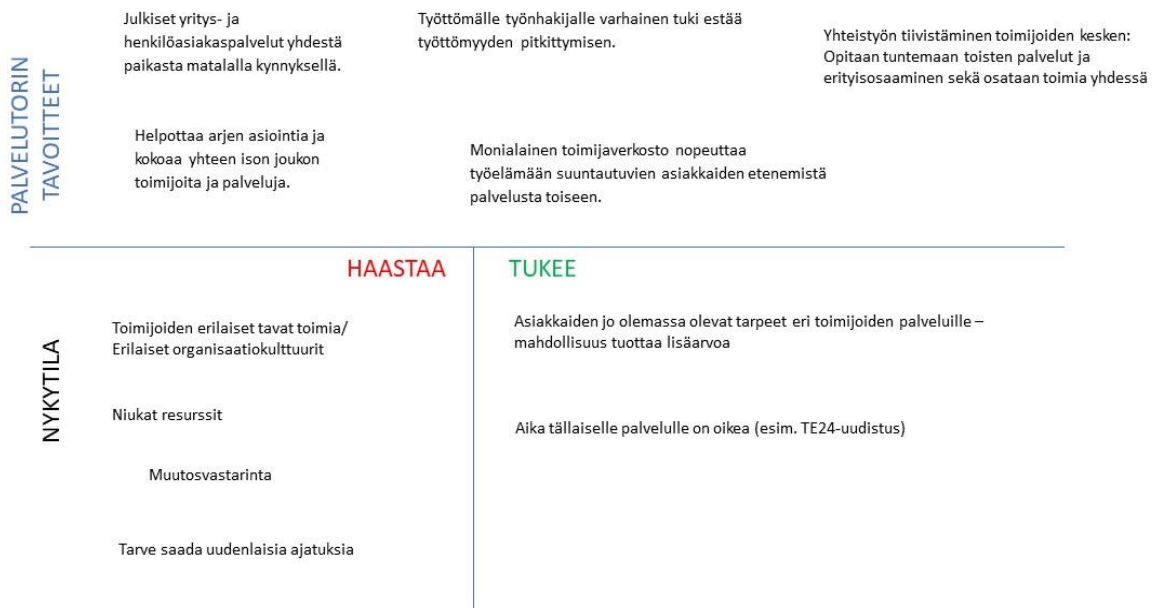 PALVELUTORIN
TAVOITTEET
Julkiset yritys- ja
henkilöasiakaspalvelut yhdestä
paikasta matalalla kynnyksellä.
Työttömälle työnhakijalle varhainen tuki estää
työttömyyden pitkittymisen.
Yhteistyön tiivistäminen toimijoiden kesken:
Opitaan tuntemaan toisten palvelut ja
erityisosaaminen sekä osataan toimia yhdessä
Helpottaa arjen asiointia ja
kokoaa yhteen ison joukon
toimijoita ja palveluja.
Monialainen toimijaverkosto nopeuttaa
työelämään suuntautuvien asiakkaiden etenemistä
palvelusta toiseen.
NYKYTILA
HAASTAA
Toimijoiden erilaiset tavat toimia/
Erilaiset organisaatiokulttuurit
Niukat resurssit
Muutosvastarinta
Tarve saada uudenlaisia ajatuksia
TUKEE
Asiakkaiden jo olemassa olevat tarpeet eri toimijoiden palveluille –
mahdollisuus tuottaa lisäarvoa
Aika tällaiselle palvelulle on oikea (esim. TE24-uudistus)